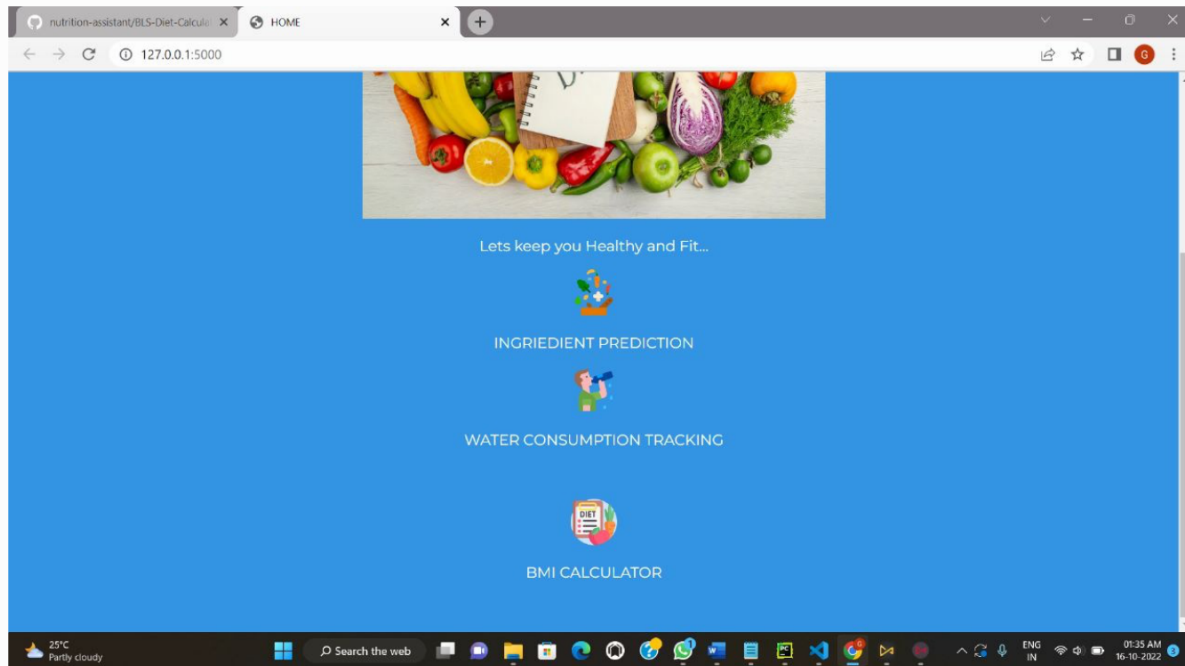 nutrition-assistant/BLS-Diet-Calcula
HOME
127.0.0.1:5000
G
Lets keep you Healthy and Fit...
INGRIEDIENT PREDICTION
WATER CONSUMPTION TRACKING
DIET
BMI CALCULATOR
25°C
Partly cloudy
Search the web
ENG
IN
01:35 AM
16-10-2022
3